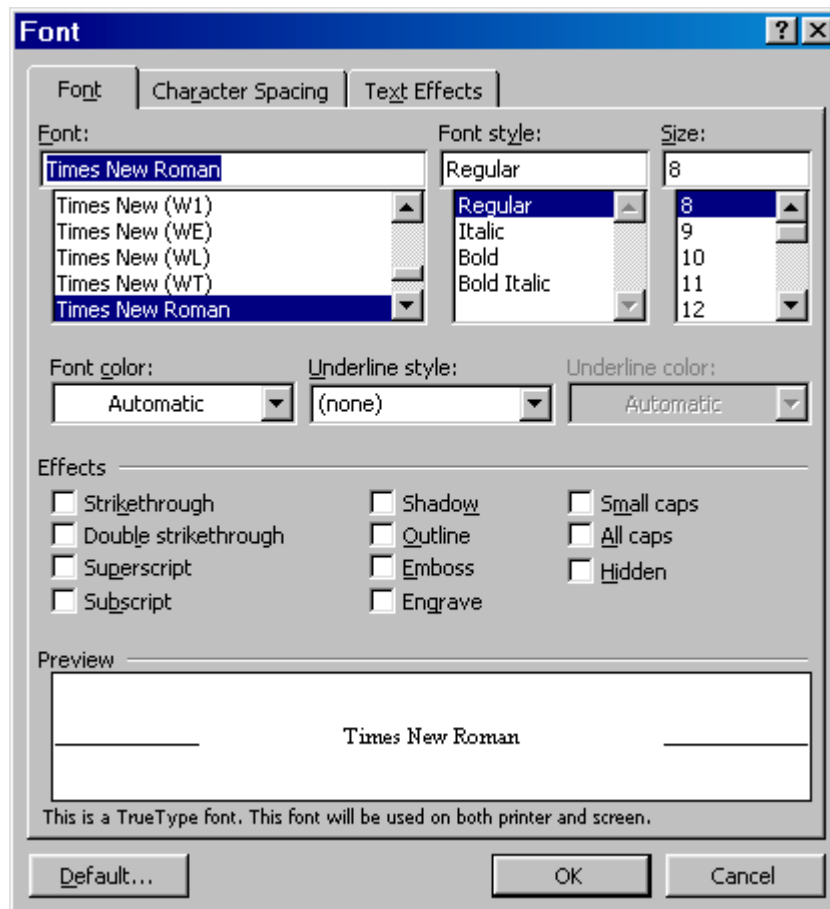 Font
Font Character Spacing Text Effects
Font: Font style: Size:
Times New Roman Regular 8
Times New (W1) Regular 8
Times New (WE) Italic 9
Times New (WL) Bold 10
Times New (WT) Bold Italic 11
Times New Roman 12
Font color: Underline style: Underline color:
Automatic (none) Automatic
Effects
Strikethrough Shadow Small caps
Double strikethrough Outline All caps
Superscript Emboss Hidden
Subscript Engrave
Preview
Times New Roman
This is a TrueType font. This font will be used on both printer and screen.
Default... OK Cancel